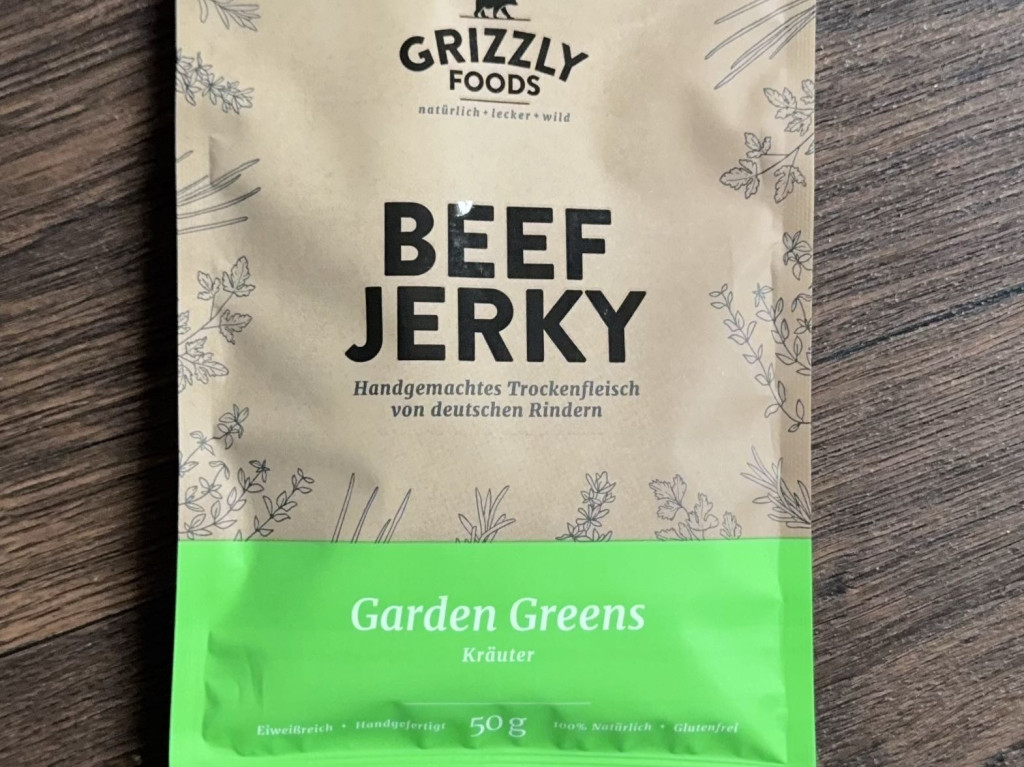 GRIZZLY
FOODS
natürlich + lecker + wild
BEEF
JERKY
Handgemachtes Trockenfleisch
von deutschen Rindern
Garden Greens
Kräuter
Eiweißreich + Handgefertigt 50 g 100% Natürlich + Glutenfrei